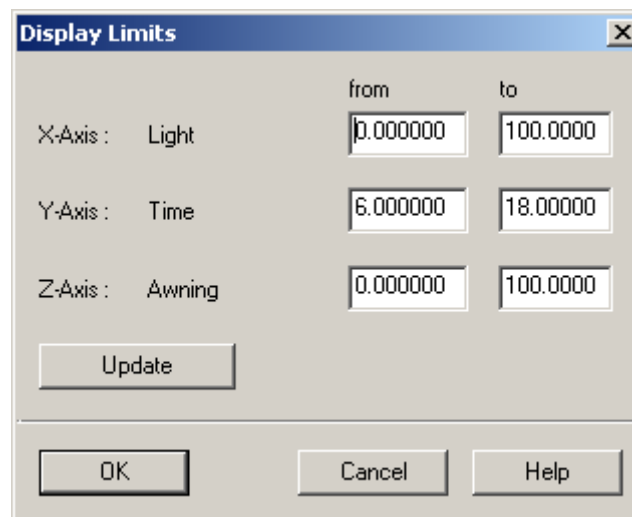 Display Limits
from to
X-Axis : Light 0.000000 100.0000
Y-Axis : Time 6.000000 18.00000
Z-Axis : Awning 0.000000 100.0000
Update
OK Cancel Help